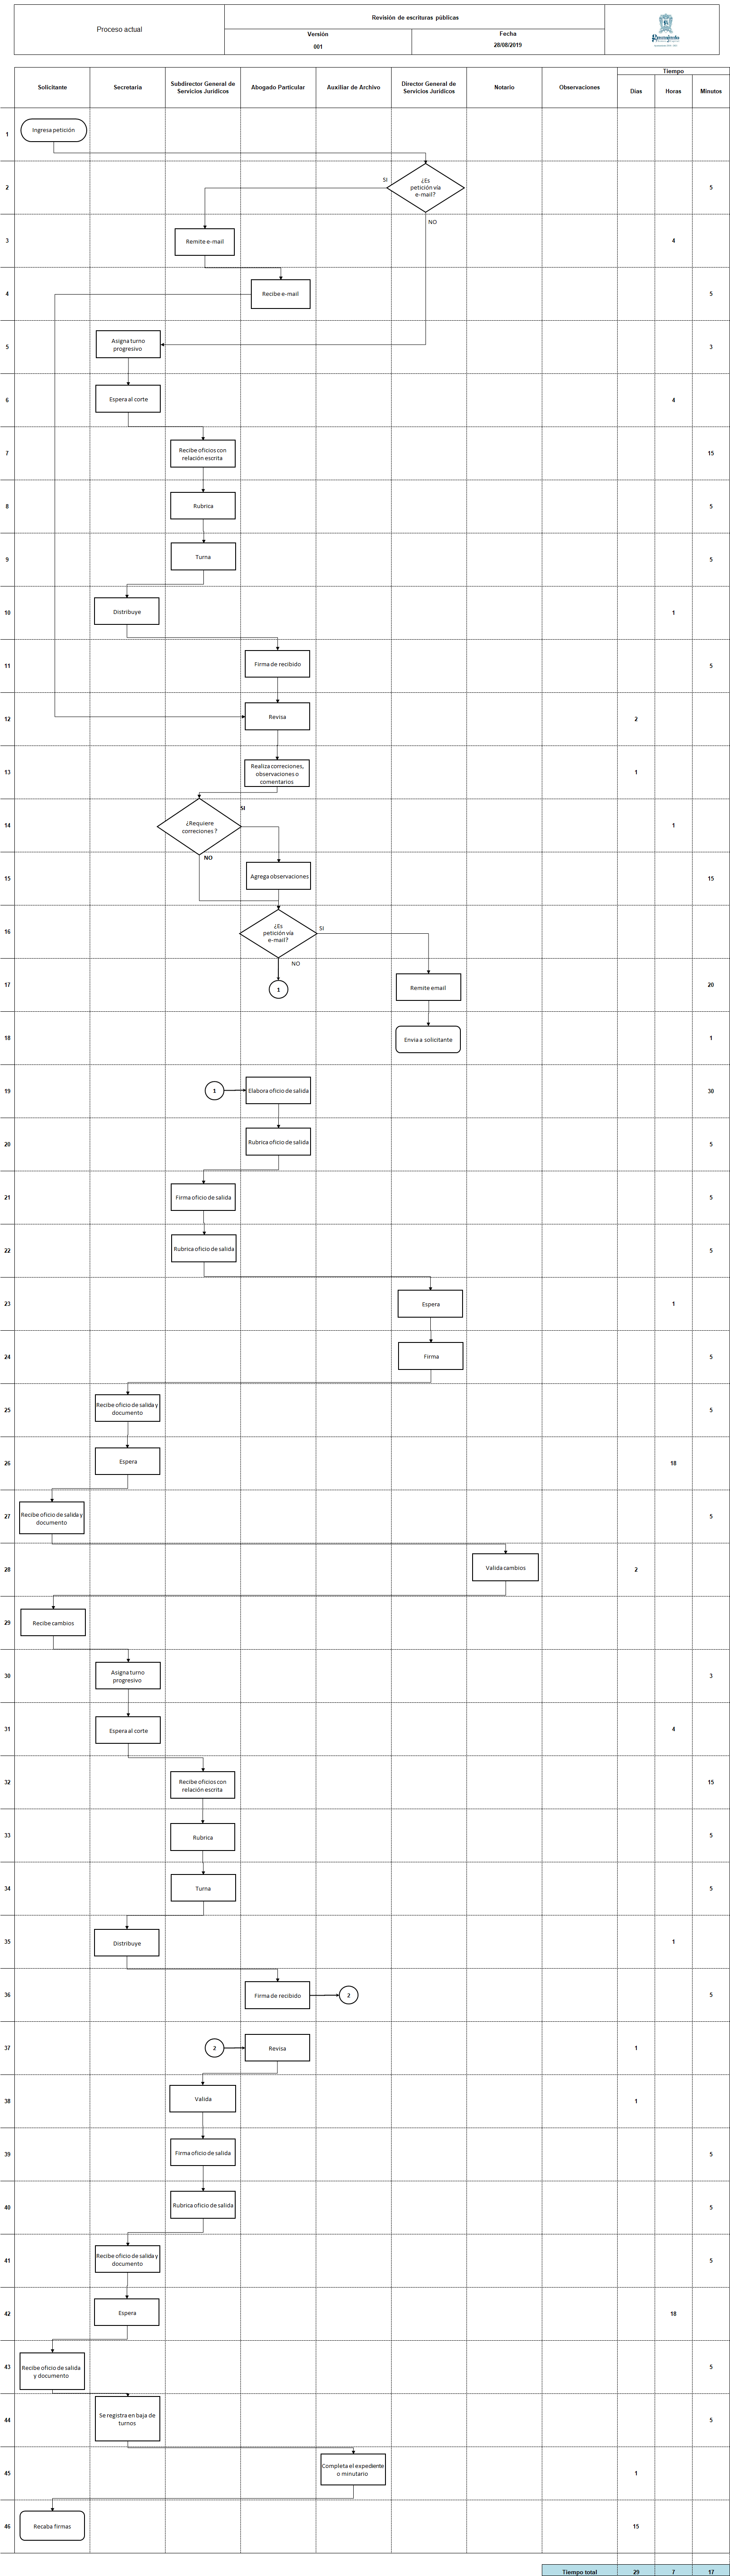 Proceso actual
Revisión de escrituras públicas
Versión
Fecha
001
28/08/2019
Solicitante
Secretaria
Subdirector General de
Servicios Jurídicos
Abogado Particular
Auxiliar de Archivo
Director General de
Servicios Jurídicos
Notario
Observaciones
Tiempo
Días
Horas
Minutos
1
Ingresa petición
2
SI
¿Es
petición vía
e-mail?
NO
5
3
Remite e-mail
4
4
Recibe e-mail
5
5
Asigna turno
progresivo
3
6
Espera al corte
4
7
Recibe oficios con
relación escrita
15
8
Rubrica
5
9
Turna
5
10
Distribuye
1
11
Firma de recibido
5
12
Revisa
2
13
Realiza correciones,
observaciones o
comentarios
1
14
¿Requiere
correciones ?
SI
NO
1
15
Agrega observaciones
15
16
¿Es
petición vía
e-mail?
SI
NO
17
1
Remite email
20
18
Envia a solicitante
1
19
1
Elabora oficio de salida
30
20
Rubrica oficio de salida
5
21
Firma oficio de salida
5
22
Rubrica oficio de salida
5
23
Espera
1
24
Firma
5
25
Recibe oficio de salida y
documento
5
26
Espera
18
27
Recibe oficio de salida y
documento
5
28
Valida cambios
2
29
Recibe cambios
30
Asigna turno
progresivo
3
31
Espera al corte
4
32
Recibe oficios con
relación escrita
15
33
Rubrica
5
34
Turna
5
35
Distribuye
1
36
Firma de recibido
2
5
37
2
Revisa
1
38
Valida
1
39
Firma oficio de salida
5
40
Rubrica oficio de salida
5
41
Recibe oficio de salida y
documento
5
42
Espera
18
43
Recibe oficio de salida
y documento
5
44
Se registra en baja de
turnos
5
45
Completa el expediente
o minutario
1
46
Recaba firmas
15
Tiempo total
29
7
17